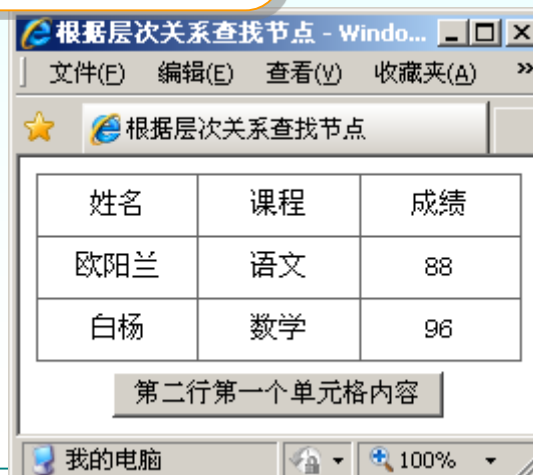 根据层次关系查找节点 - Windo...
文件(F) 编辑(E) 查看(V) 收藏夹(A) »
根据层次关系查找节点
姓名 课程 成绩
欧阳兰 语文 88
白杨 数学 96
第二行第一个单元格内容
我的电脑 100%